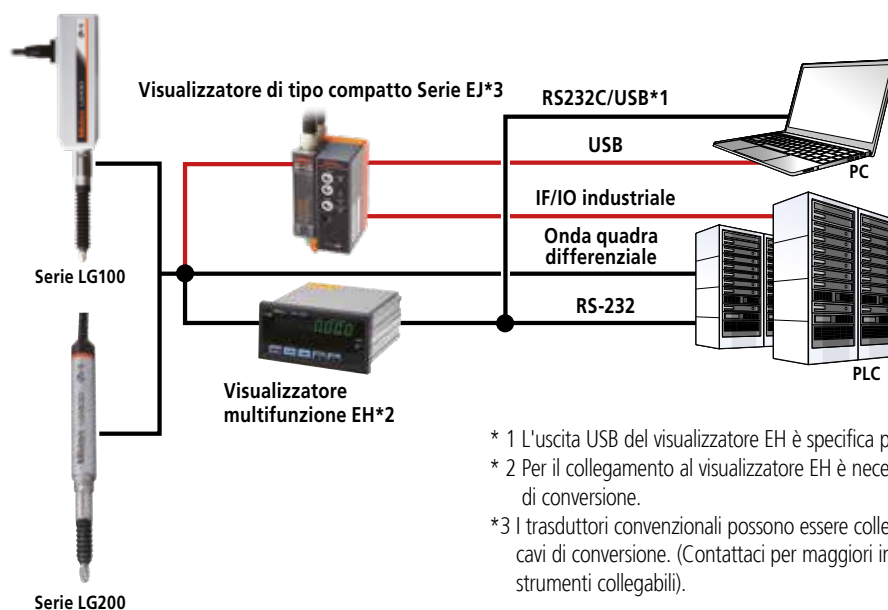 Visualizzatore di tipo compatto Serie EJ*3
RS232C/USB*1
USB
PC
IF/IO industriale
Onda quadra
differenziale
RS-232
PLC
Serie LG100
Visualizzatore
multifunzione EH*2
Serie LG200
* 1 L'uscita USB del visualizzatore EH è specifica
* 2 Per il collegamento al visualizzatore EH è
di conversione.
*3 I trasduttori convenzionali possono essere
cavi di conversione. (Contattaci per maggiori
strumenti collegabili).